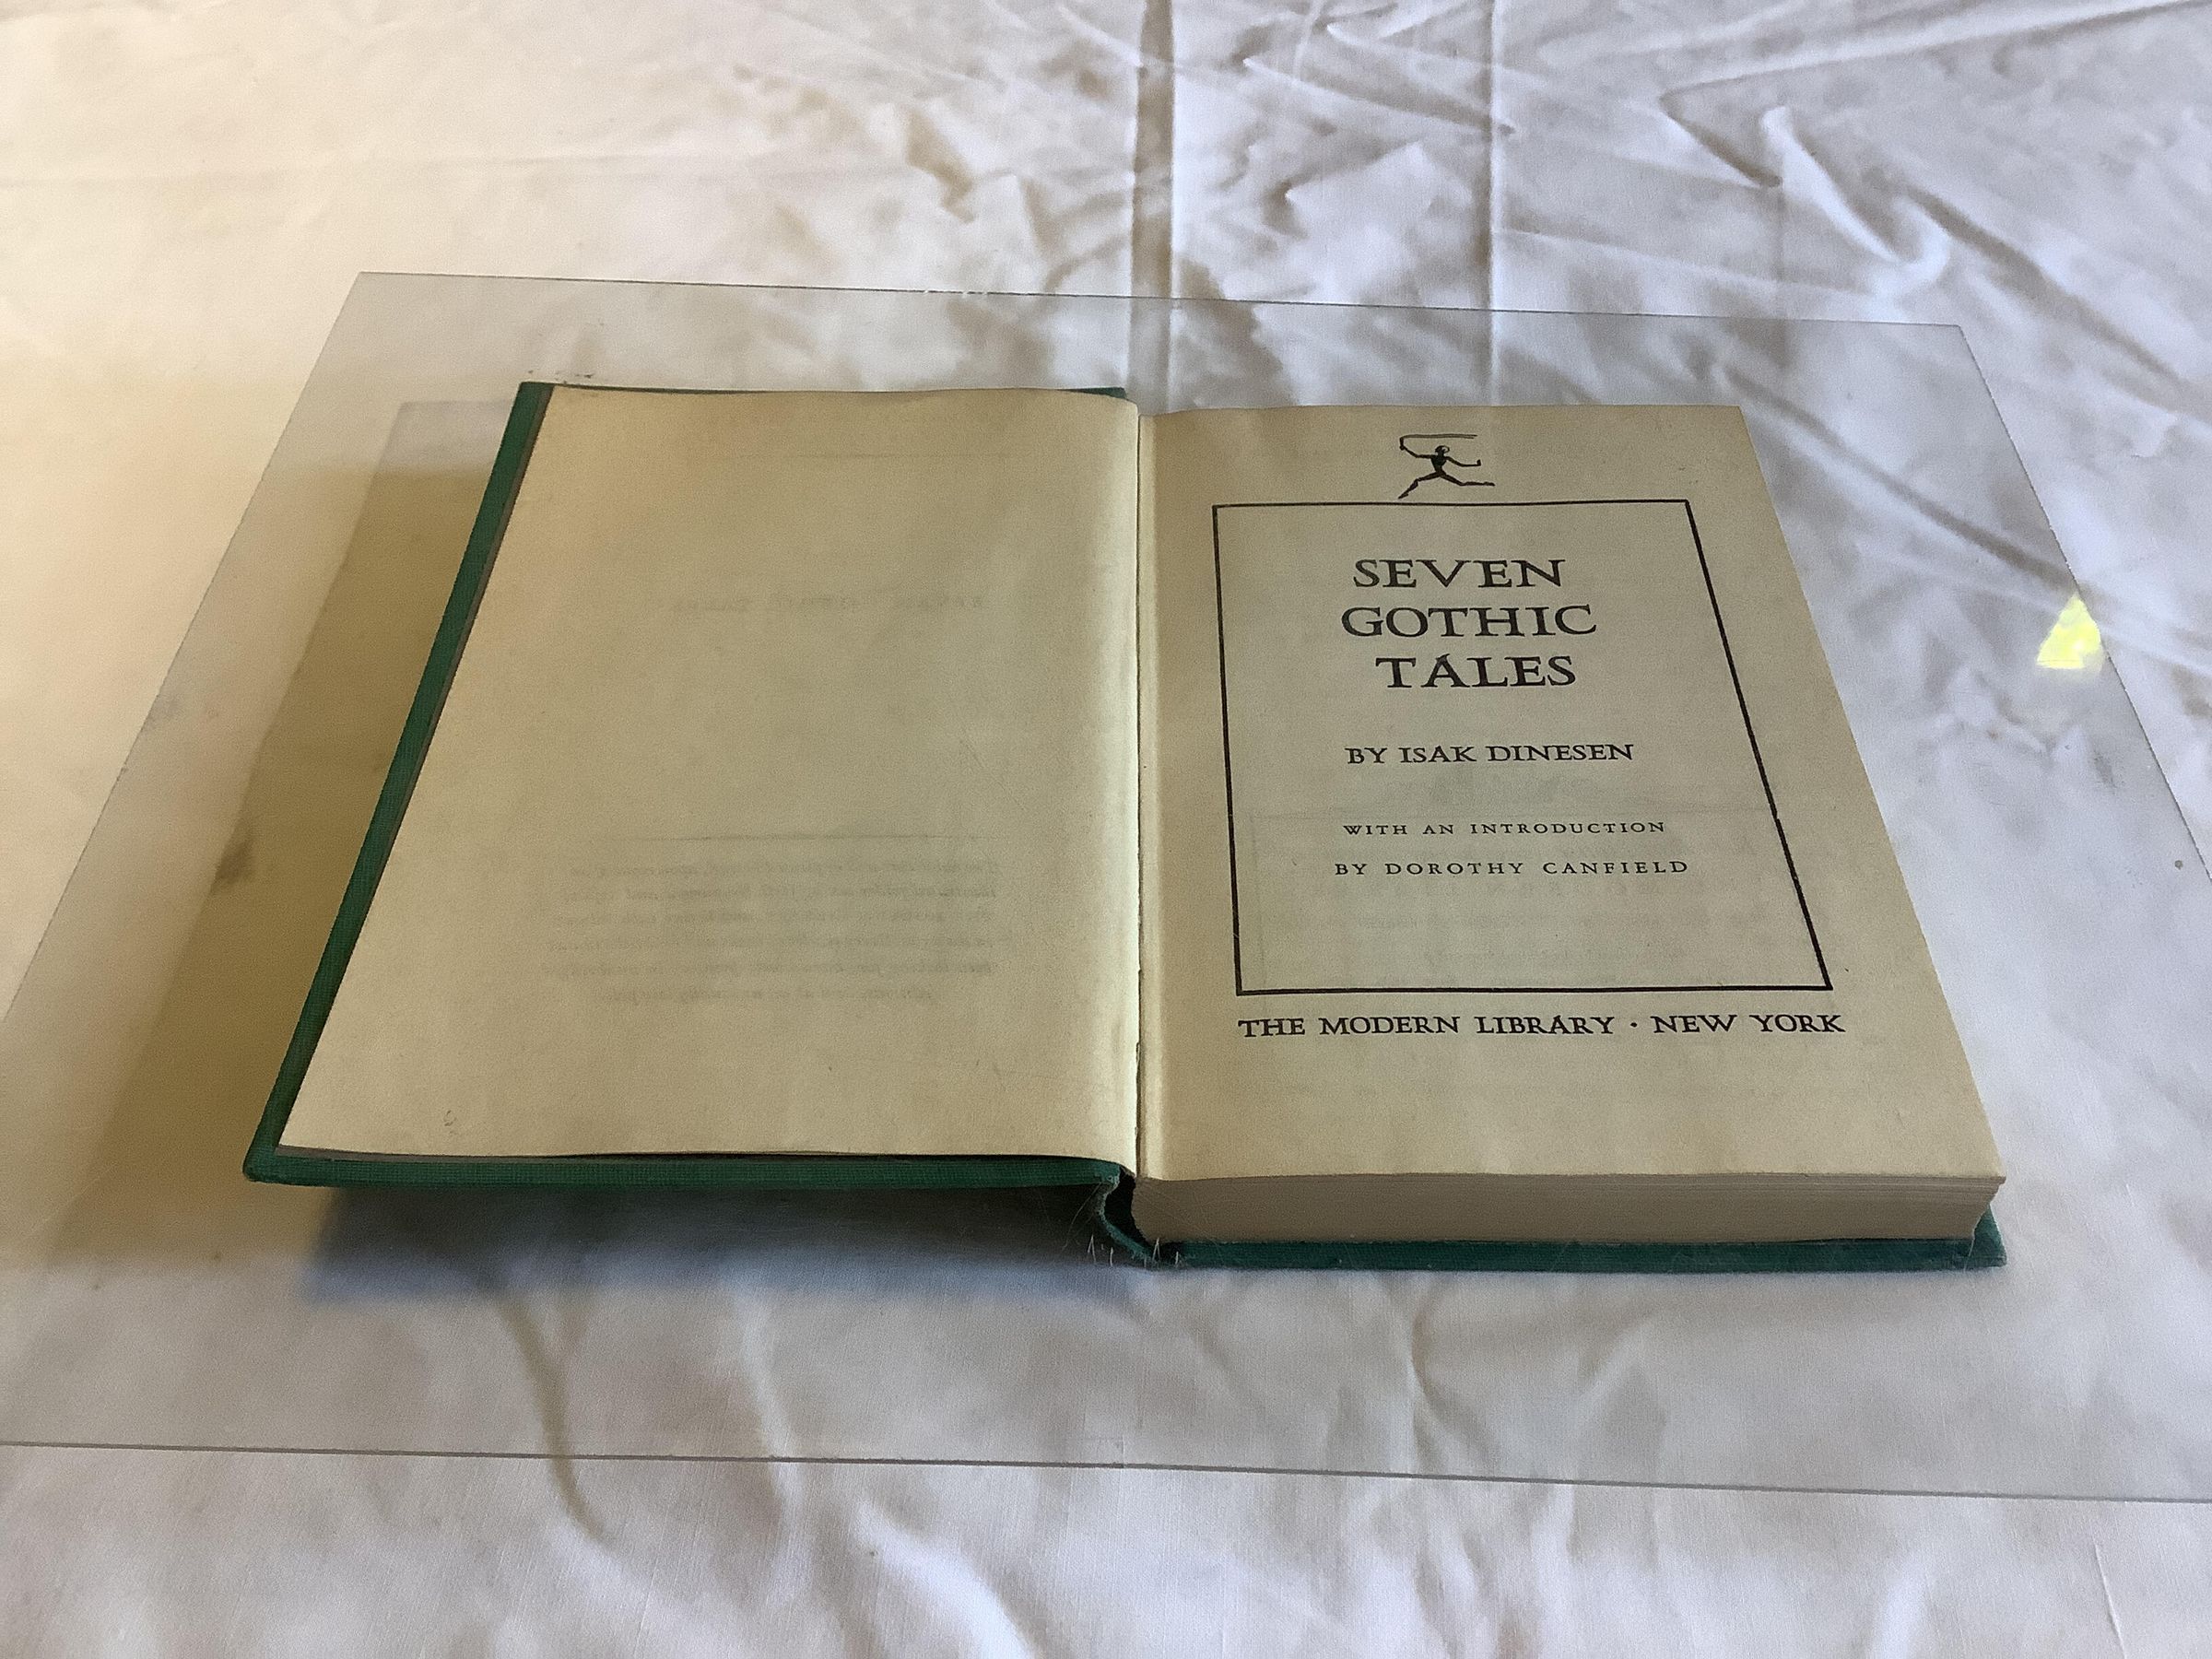 SEVEN
GOTHIC
TALES
BY ISAK DINESEN
WITH AN INTRODUCTION
BY DOROTHY CANFIELD
THE MODERN LIBRARY · NEW YORK